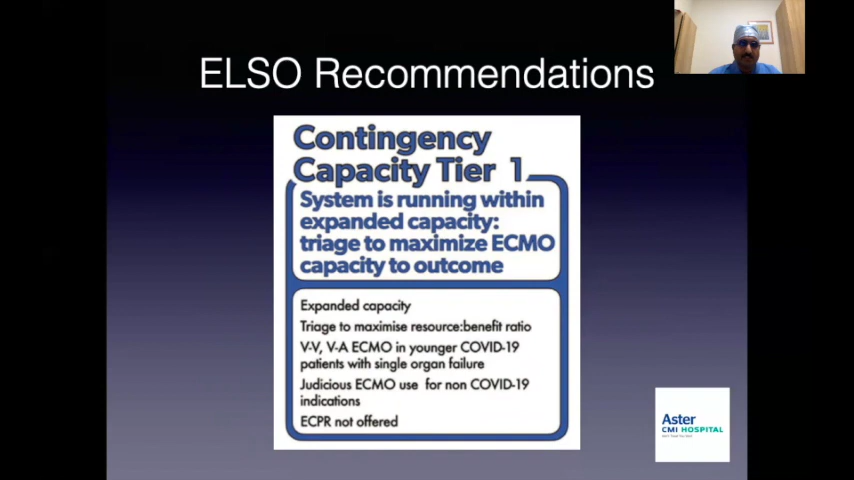 ELSO Recommendations
Contingency
Capacity Tier 1
System is running within
expanded capacity:
triage to maximize ECMO
capacity to outcome
Expanded capacity
Triage to maximise resource:benefit ratio
V-V, V-A ECMO in younger COVID-19
patients with single organ failure
Judicious ECMO use for non COVID-19
indications
ECPR not offered
Aster
CMI HOSPITAL